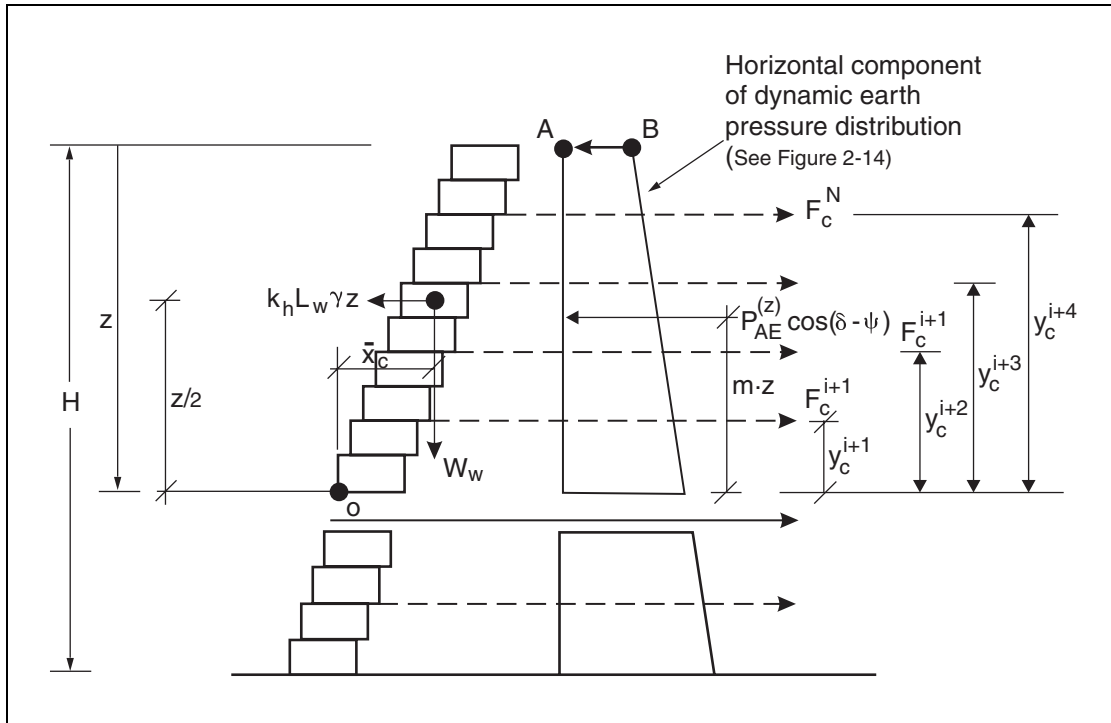 Horizontal component
of dynamic earth
pressure distribution
(See Figure 2-14)
A
B
F_c^N
k_h L_w γ z
z
P_AE^(z) cos(δ - ψ)
F_c^{i+1}
y_c^{i+4}
x̄_c
y_c^{i+3}
H
z/2
m·z
F_c^{i+1}
y_c^{i+2}
y_c^{i+1}
W_w
o